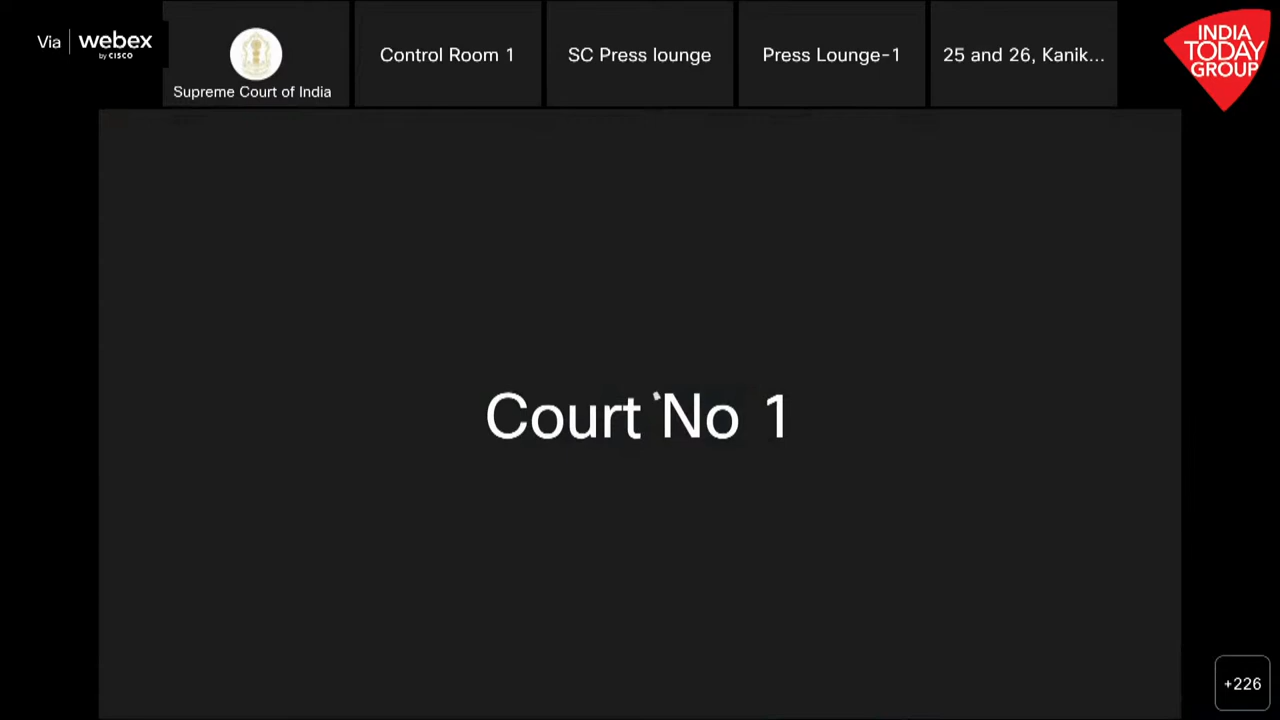 Via webex
by CISCO
Supreme Court of India
Control Room 1
SC Press lounge
Press Lounge-1
25 and 26, Kanik...
INDIA
TODAY
GROUP
Court No 1
+226